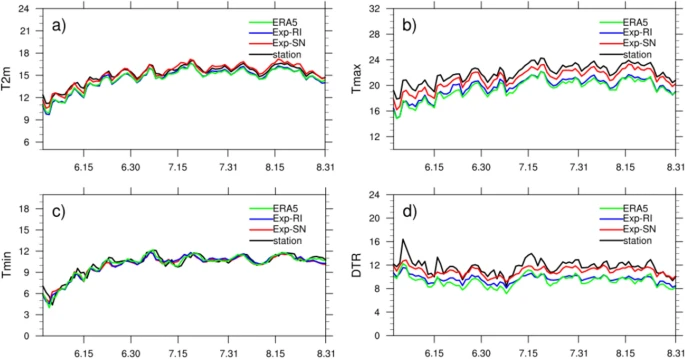 a)
ERA5
Exp-RI
Exp-SN
station
T2m
24
21
18
15
12
9
6
6.15 6.30 7.15 7.31 8.15 8.31
b)
ERA5
Exp-RI
Exp-SN
station
Tmax
32
28
24
20
16
12
6.15 6.30 7.15 7.31 8.15 8.31
c)
ERA5
Exp-RI
Exp-SN
station
Tmin
18
15
12
9
6
3
0
6.15 6.30 7.15 7.31 8.15 8.31
d)
ERA5
Exp-RI
Exp-SN
station
DTR
24
20
16
12
8
4
0
6.15 6.30 7.15 7.31 8.15 8.31